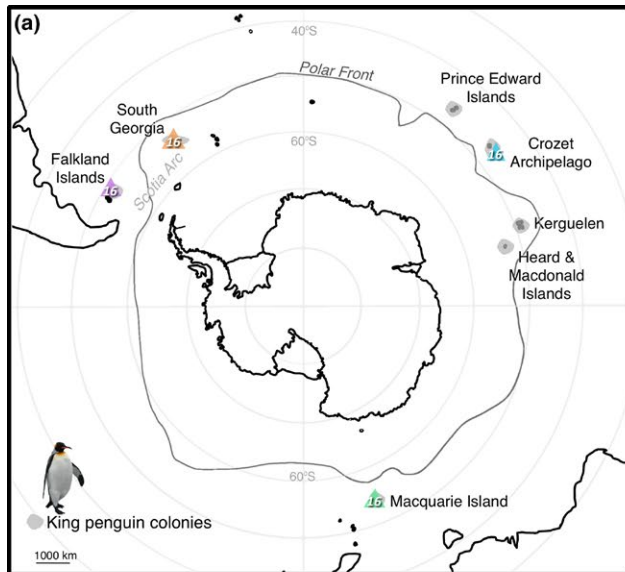 (a)
40°S
Polar Front
Prince Edward
Islands
South
Georgia
16
60°S
Crozet
Archipelago
16
Falkland
Islands
16
Scotia Arc
Kerguelen
Heard &
Macdonald
Islands
60°S
16
Macquarie Island
King penguin colonies
1000 km